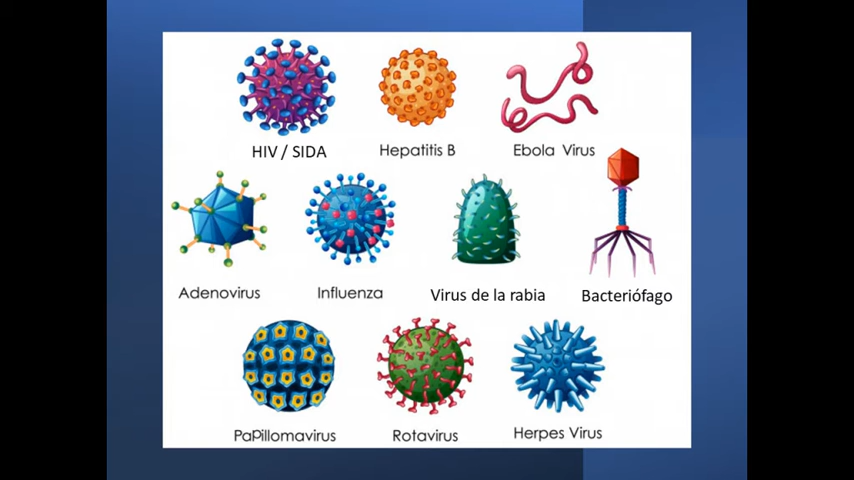 HIV / SIDA
Hepatitis B
Ebola Virus
Adenovirus
Influenza
Virus de la rabia
Bacteriófago
Papillomavirus
Rotavirus
Herpes Virus